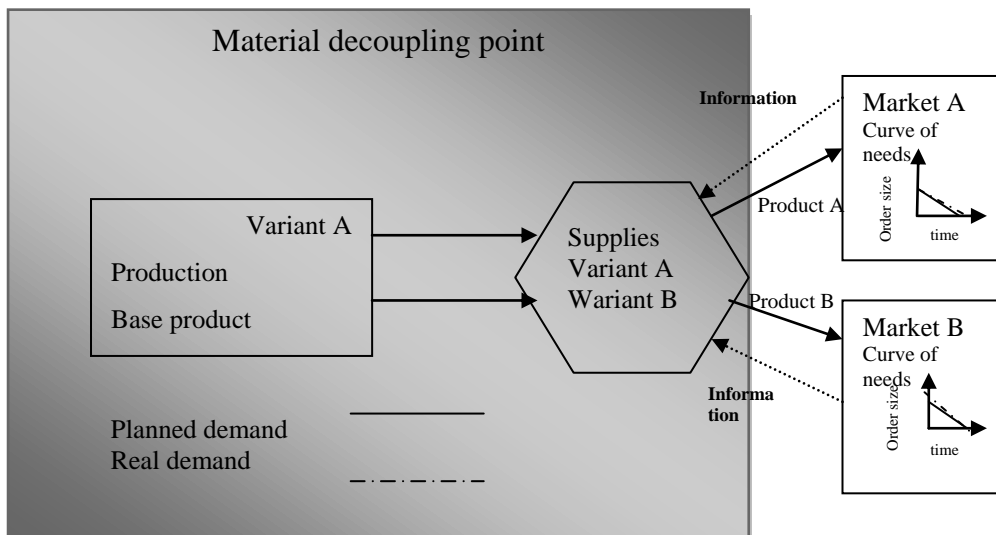 Material decoupling point
Variant A
Production
Base product
Supplies
Variant A
Wariant B
Planned demand
Real demand
Information
Product A
Product B
Informa
tion
Market A
Curve of
needs
Order size
time
Market B
Curve of
needs
Order size
time